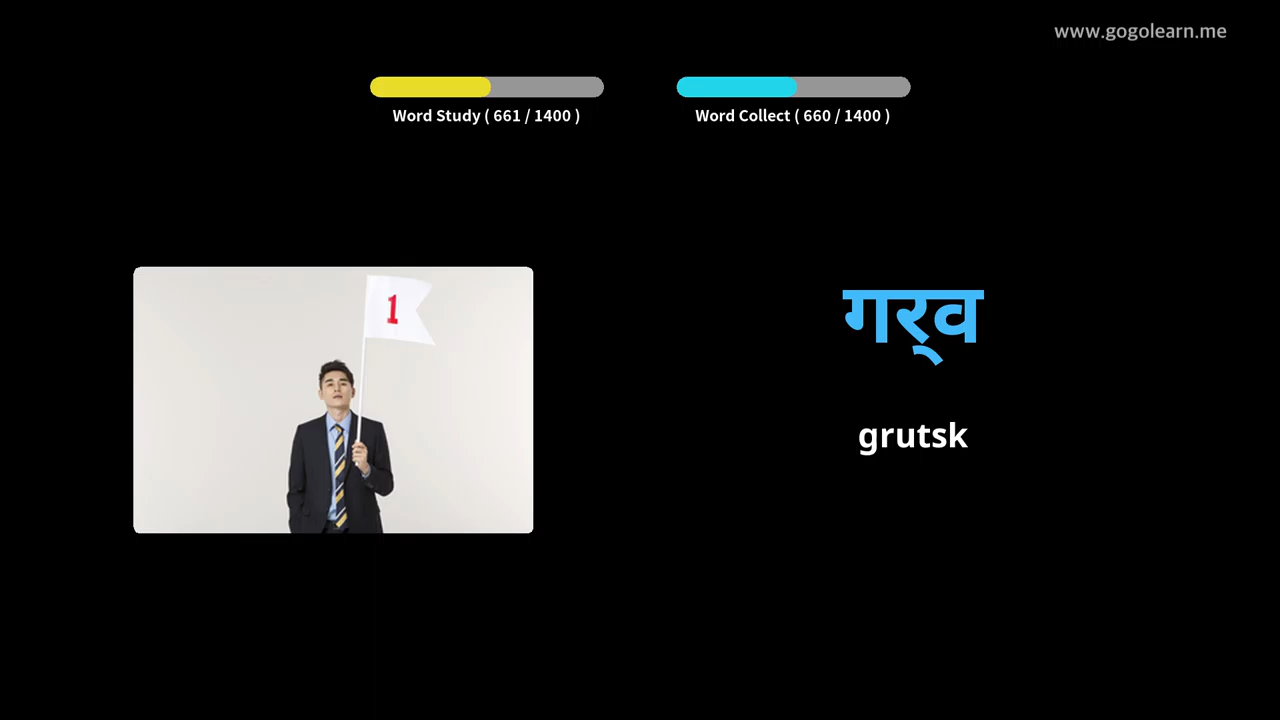 www.gogolearn.me
Word Study ( 661 / 1400 )
Word Collect ( 660 / 1400 )
1
गर्‌व
grutsk